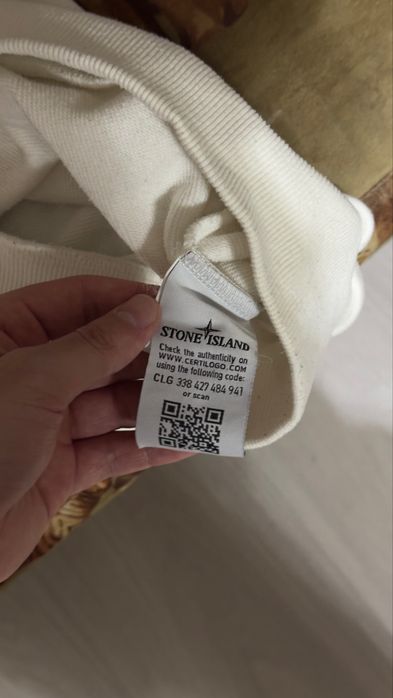 STONE ISLAND
Check the authenticity on
WWW.CERTILOGO.COM
using the following code:
CLG 338 427 484 941
or scan